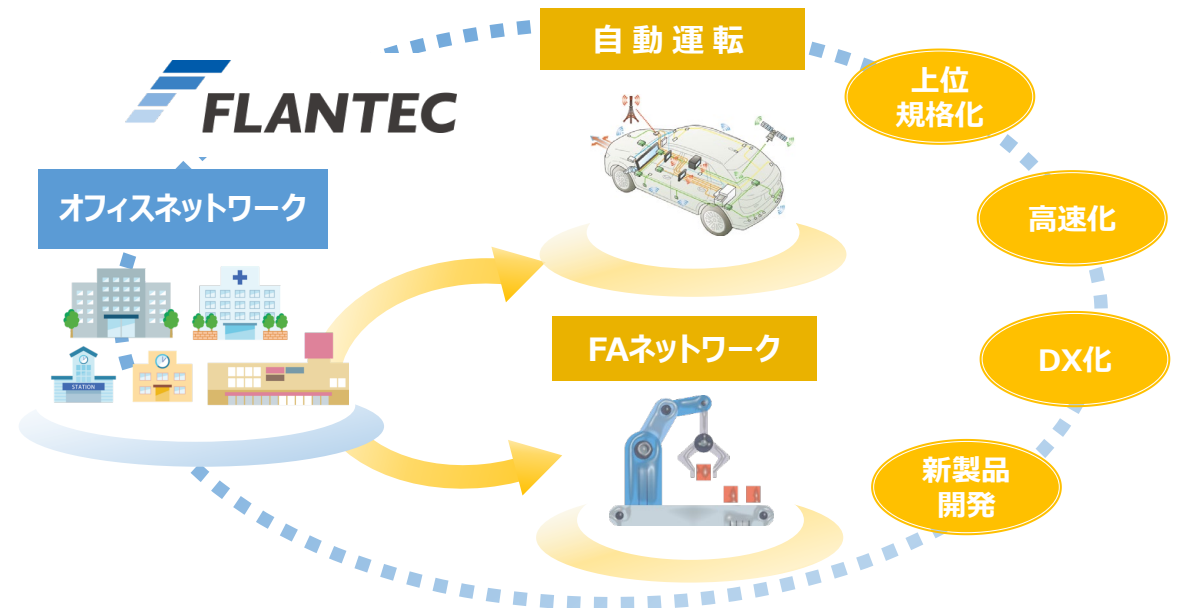 FLANTEC
自動運転
上位
規格化
オフィスネットワーク
高速化
STATION
FAネットワーク
DX化
新製品
開発